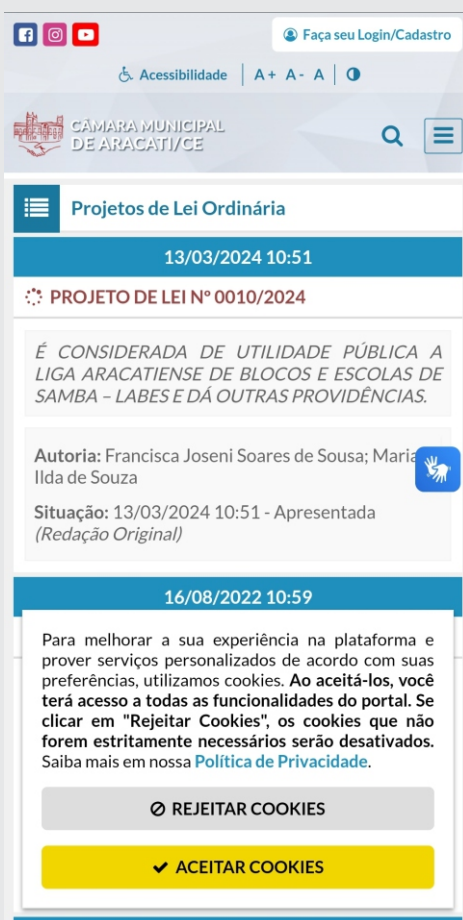 Faça seu Login/Cadastro
Acessibilidade A+ A- A
CÂMARA MUNICIPAL
DE ARACATI/CE
Projetos de Lei Ordinária
13/03/2024 10:51
PROJETO DE LEI Nº 0010/2024
É CONSIDERADA DE UTILIDADE PÚBLICA A
LIGA ARACATIENSE DE BLOCOS E ESCOLAS DE
SAMBA – LABES E DÁ OUTRAS PROVIDÊNCIAS.
Autoria: Francisca Joseni Soares de Sousa; Maria
Ilda de Souza
Situação: 13/03/2024 10:51 - Apresentada
(Redação Original)
16/08/2022 10:59
Para melhorar a sua experiência na plataforma e
prover serviços personalizados de acordo com suas
preferências, utilizamos cookies. Ao aceitá-los, você
terá acesso a todas as funcionalidades do portal. Se
clicar em "Rejeitar Cookies", os cookies que não
forem estritamente necessários serão desativados.
Saiba mais em nossa Política de Privacidade.
REJEITAR COOKIES
ACEITAR COOKIES